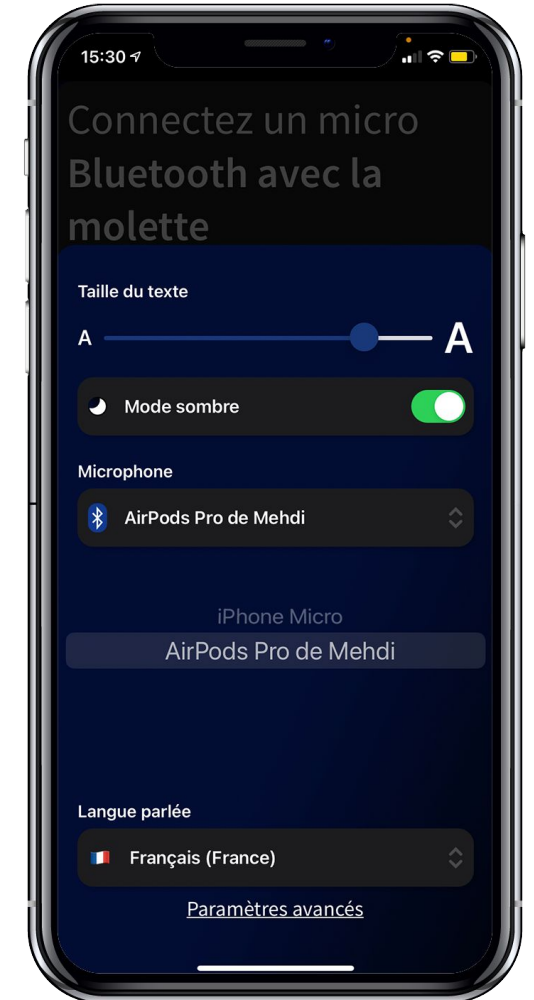 15:30
Connectez un micro
Bluetooth avec la
molette
Taille du texte
A A
Mode sombre
Microphone
AirPods Pro de Mehdi
iPhone Micro
AirPods Pro de Mehdi
Langue parlée
Français (France)
Paramètres avancés